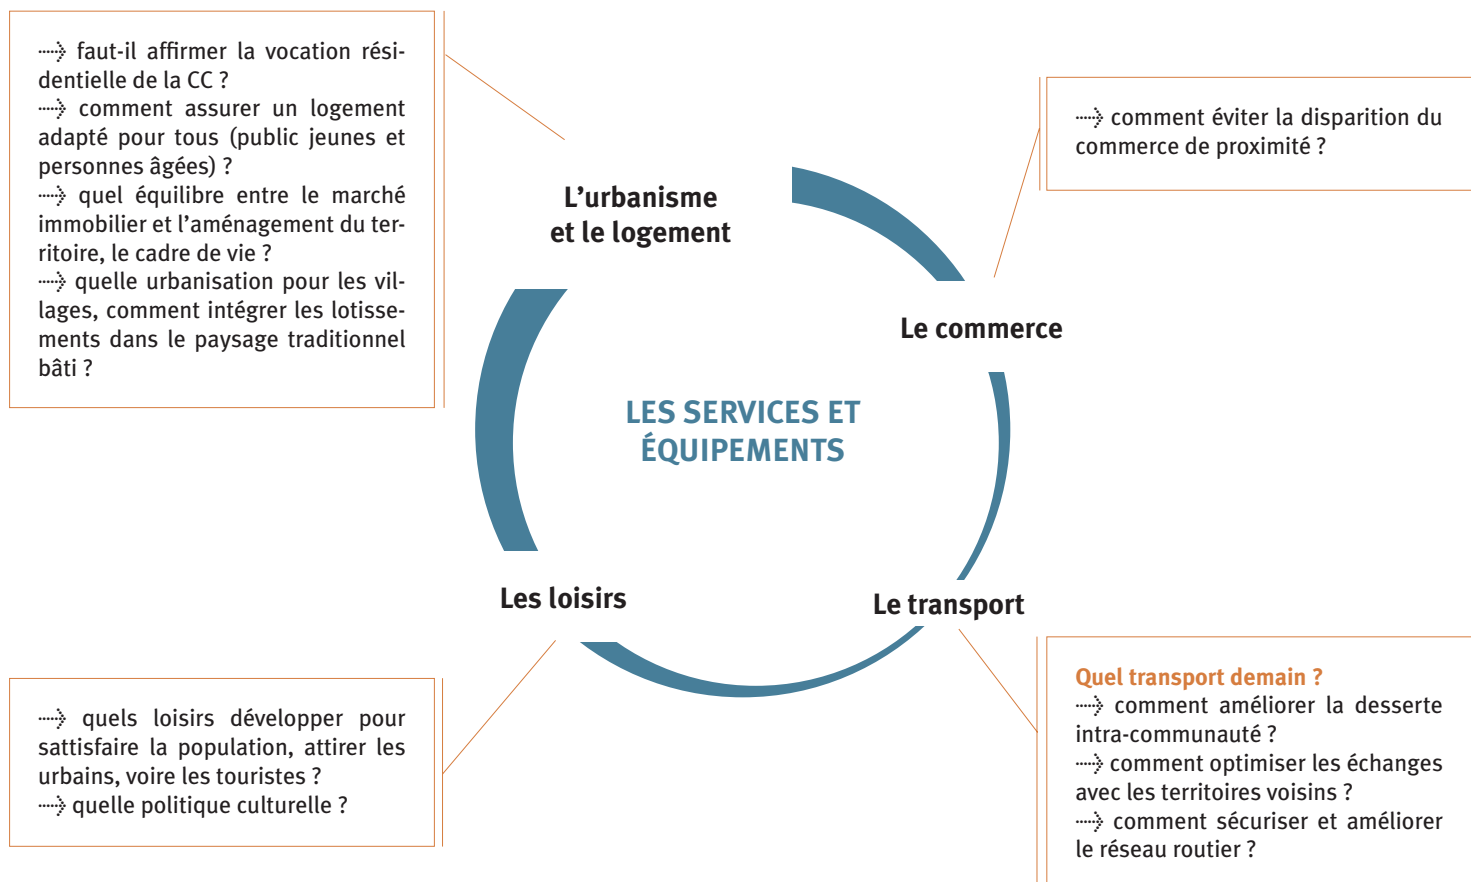 ····> faut-il affirmer la vocation rési-
dentielle de la CC ?
····> comment assurer un logement
adapté pour tous (public jeunes et
personnes âgées) ?
····> quel équilibre entre le marché
immobilier et l'aménagement du ter-
ritoire, le cadre de vie ?
····> quelle urbanisation pour les vil-
lages, comment intégrer les lotisse-
ments dans le paysage traditionnel
bâti ?
L'urbanisme
et le logement
····> comment éviter la disparition du
commerce de proximité ?
Le commerce
LES SERVICES ET
ÉQUIPEMENTS
Les loisirs
Le transport
····> quels loisirs développer pour
sattisfaire la population, attirer les
urbains, voire les touristes ?
····> quelle politique culturelle ?
Quel transport demain ?
····> comment améliorer la desserte
intra-communauté ?
····> comment optimiser les échanges
avec les territoires voisins ?
····> comment sécuriser et améliorer
le réseau routier ?